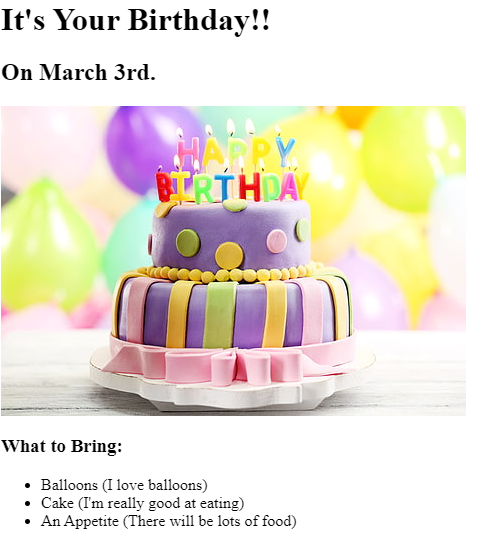 It's Your Birthday!!
On March 3rd.
HAPPY
BIRTHDAY
What to Bring:
Balloons (I love balloons)
Cake (I'm really good at eating)
An Appetite (There will be lots of food)